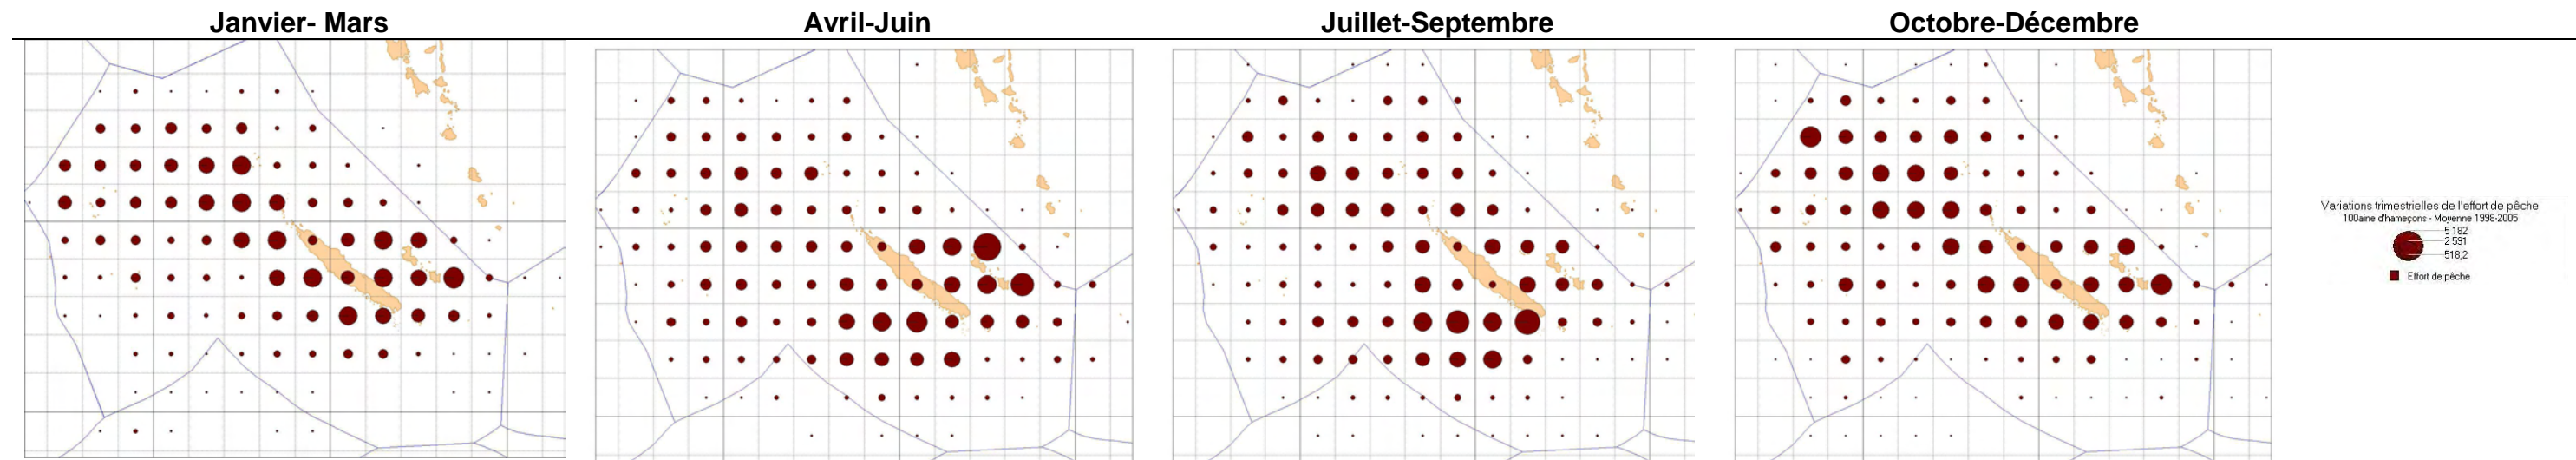 Janvier- Mars
Avril-Juin
Juillet-Septembre
Octobre-Décembre
Variations trimestrielles de l'effort de pêche
100aine d'hameçons - Moyenne 1998-2005
5 182
2 591
518,2
Effort de pêche